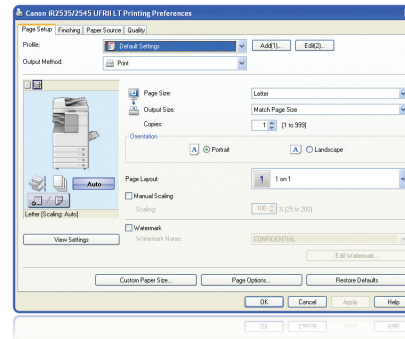 Canon iR2535/2545 UFRII LT Printing Preferences
Page Setup Finishing Paper Source Quality
Profile: Default Settings Add(1)... Edit(2)...
Output Method: Print
Page Size: Letter
Output Size: Match Page Size
Copies: 1 [1 to 999]
Orientation
A Portrait A Landscape
Auto
Page Layout: 1 1 on 1
Manual Scaling
Scaling: 100 % [25 to 200]
Letter [Scaling: Auto]
Watermark
View Settings Watermark Name: CONFIDENTIAL
Edit Watermark...
Custom Paper Size... Page Options... Restore Defaults
OK Cancel Apply Help